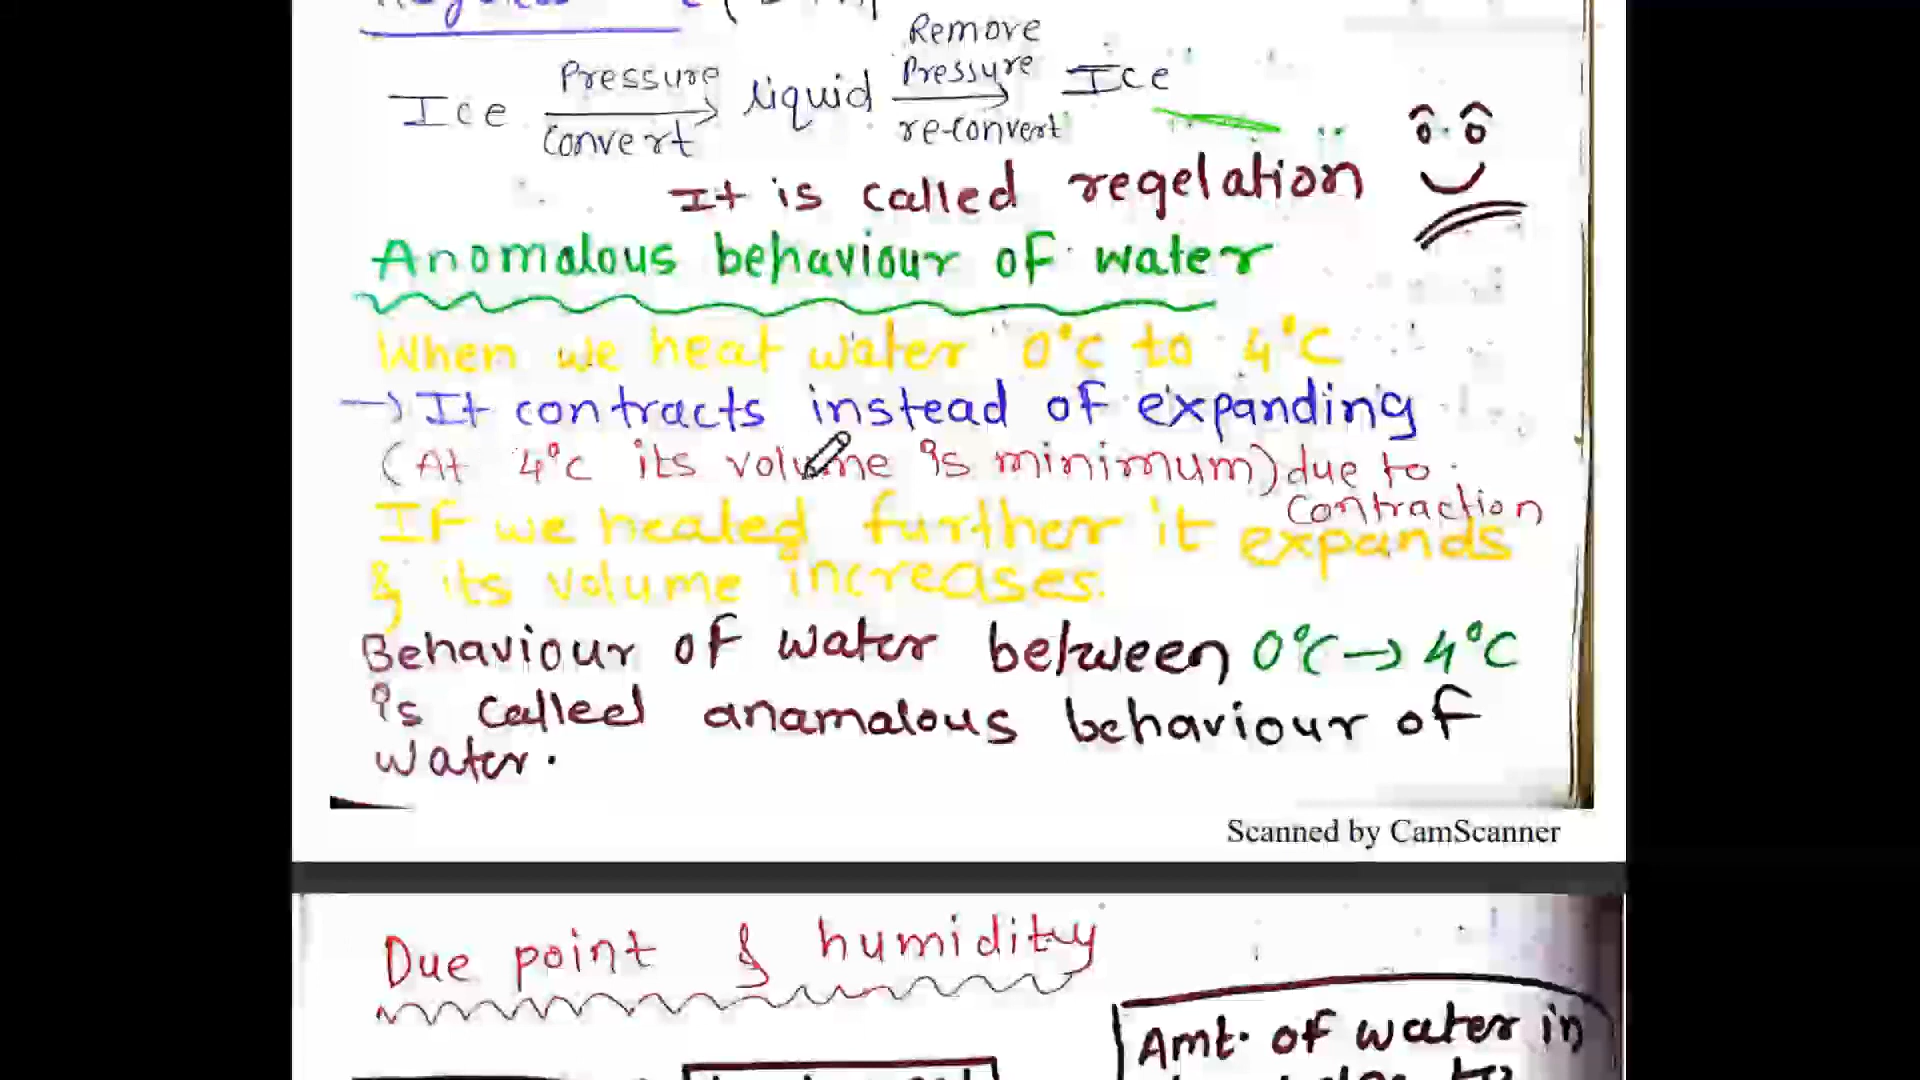 Remove
Ice Pressure liquid Pressure Ice
convert re-convert
It is called regelation
Anomalous behaviour of water
When we heat water 0°C to 4°C
→ It contracts instead of expanding
(At 4°C its volume is minimum) due to
contraction
If we heated further it expands
& its volume increases.
Behaviour of water between 0°C → 4°C
is called anamalous behaviour of
water.
Scanned by CamScanner
Due point & humidity
Amt. of water in